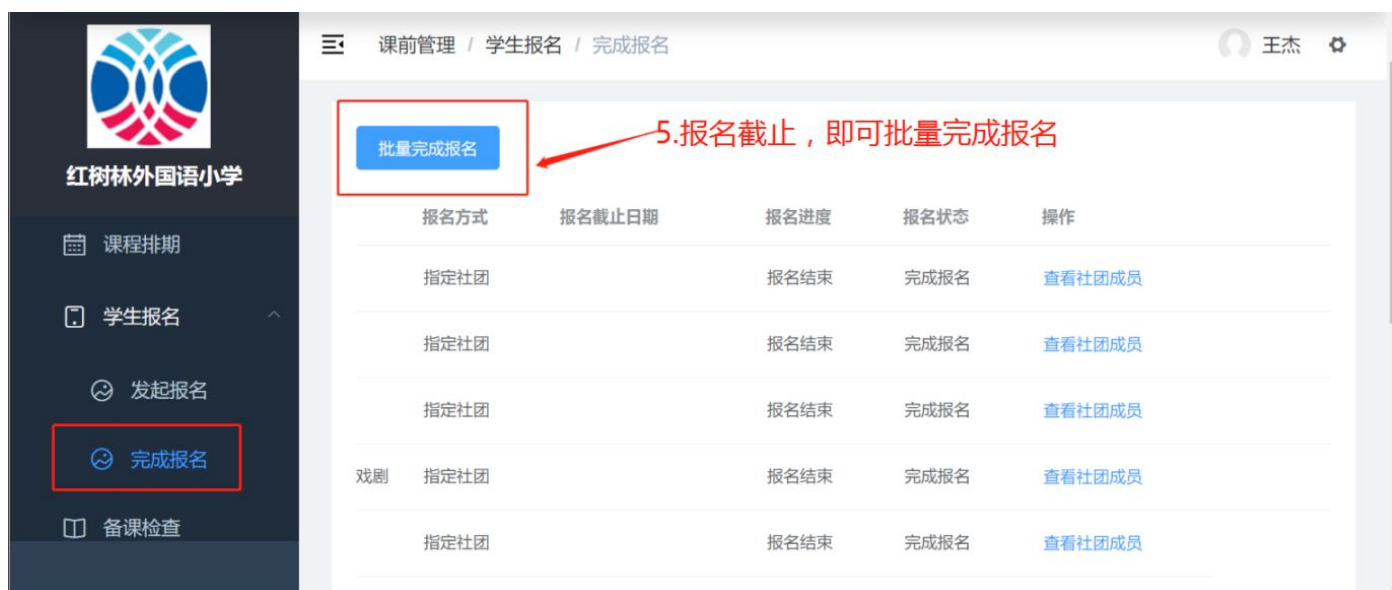 课前管理 / 学生报名 / 完成报名
王杰
红树林外国语小学
课程排期
学生报名
发起报名
完成报名
备课检查
批量完成报名
5.报名截止，即可批量完成报名
报名方式 报名截止日期 报名进度 报名状态 操作
指定社团 报名结束 完成报名 查看社团成员
指定社团 报名结束 完成报名 查看社团成员
指定社团 报名结束 完成报名 查看社团成员
戏剧 指定社团 报名结束 完成报名 查看社团成员
指定社团 报名结束 完成报名 查看社团成员